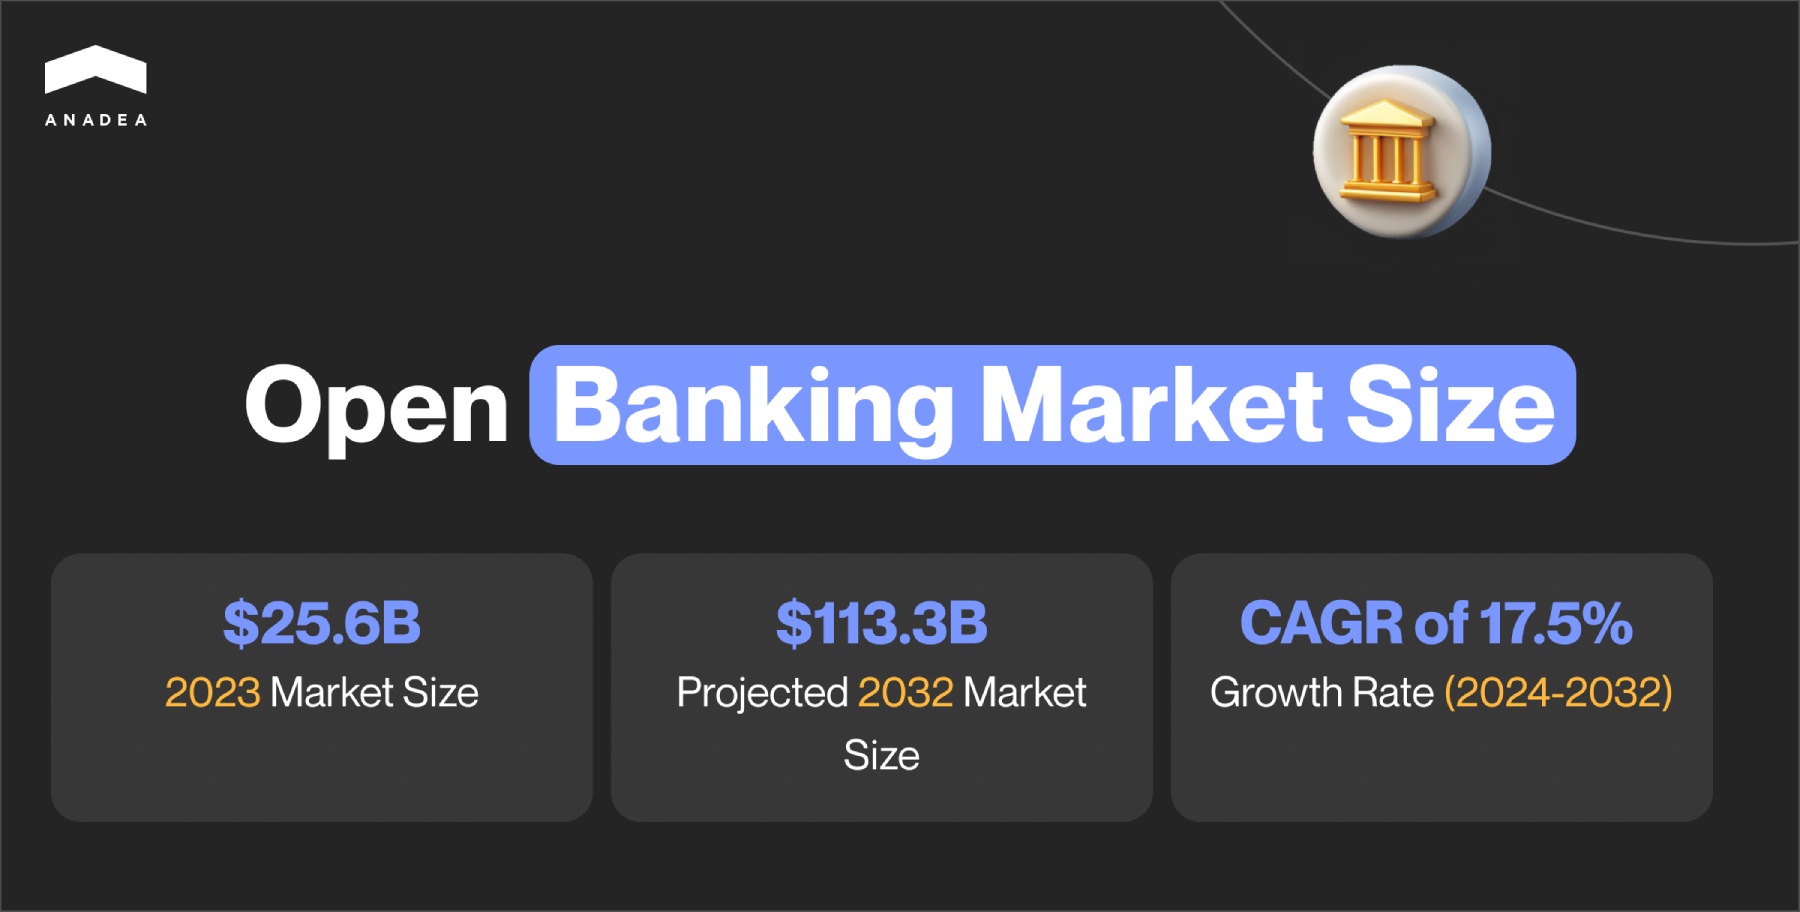 ANADEA
Open Banking Market Size
$25.6B
2023 Market Size
$113.3B
Projected 2032 Market
Size
CAGR of 17.5%
Growth Rate (2024-2032)